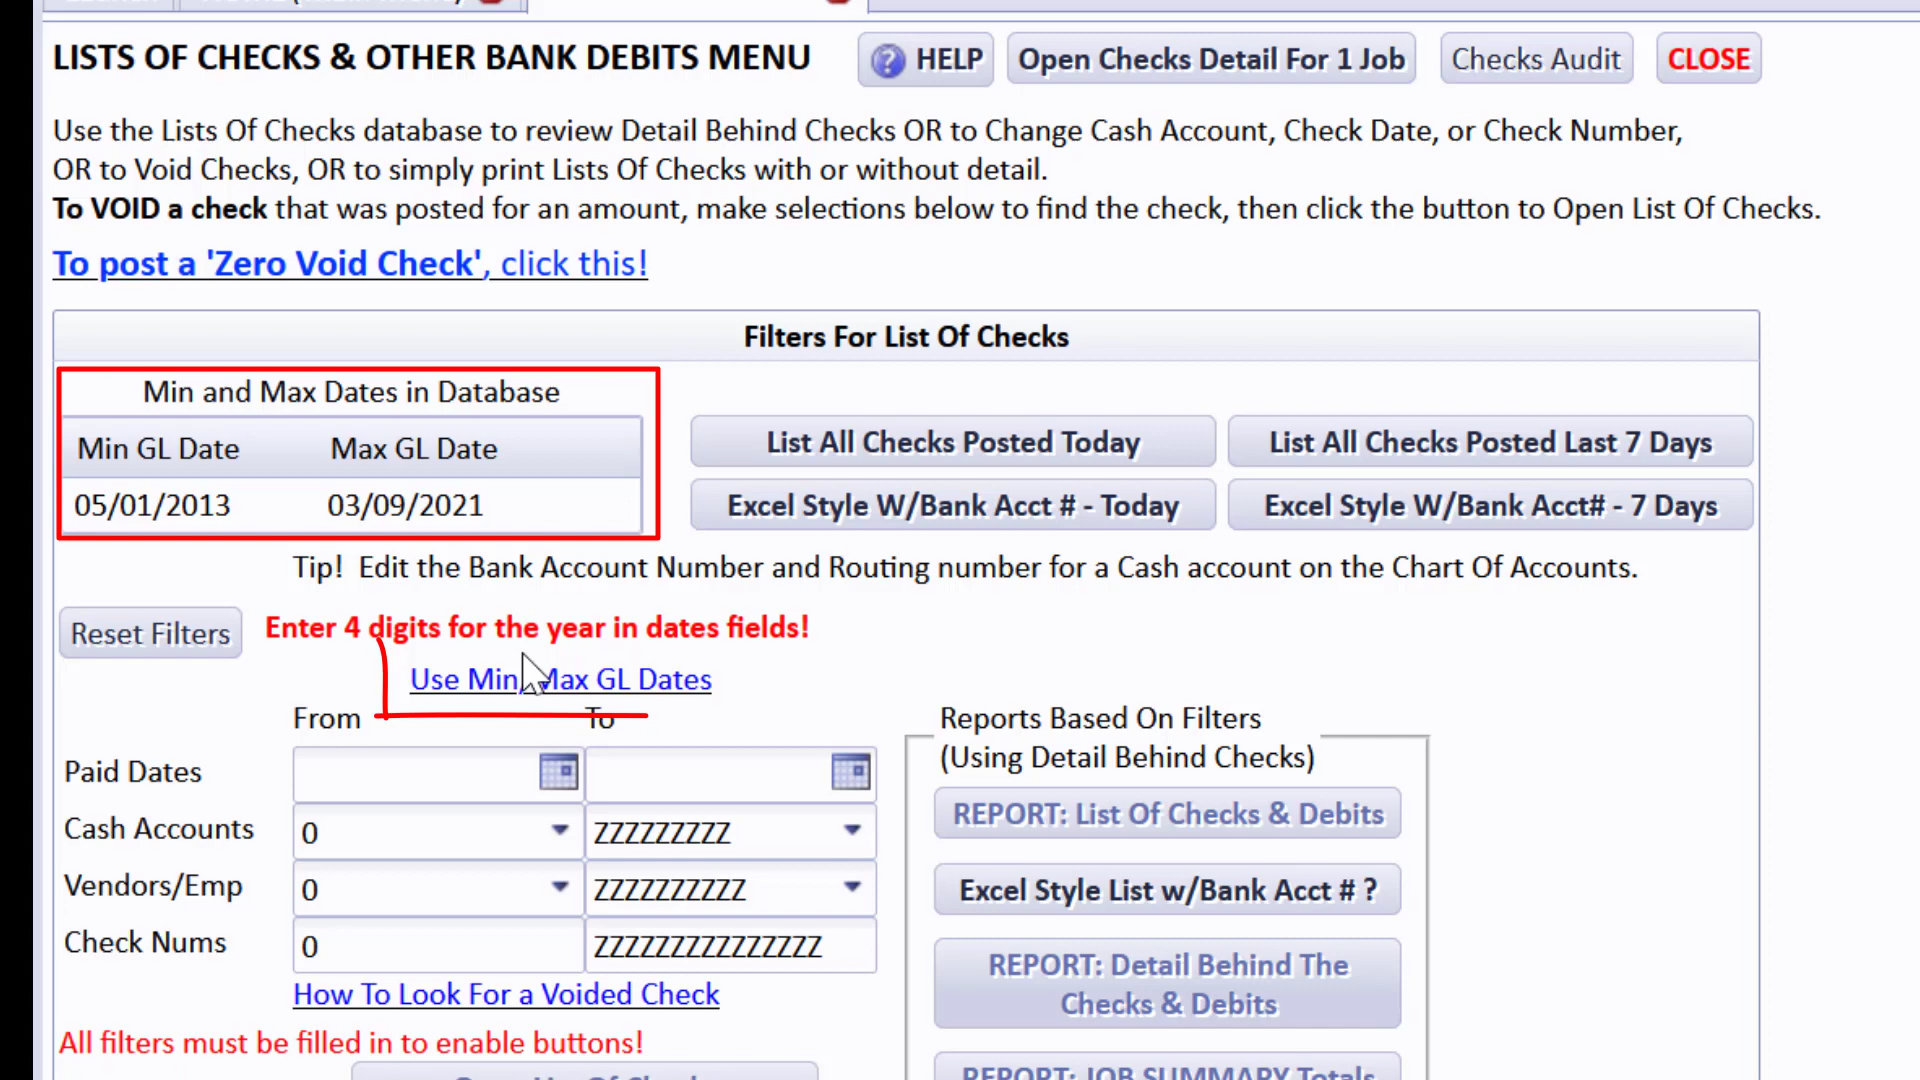 LISTS OF CHECKS & OTHER BANK DEBITS MENU
HELP
Open Checks Detail For 1 Job
Checks Audit
CLOSE
Use the Lists Of Checks database to review Detail Behind Checks OR to Change Cash Account, Check Date, or Check Number,
OR to Void Checks, OR to simply print Lists Of Checks with or without detail.
To VOID a check that was posted for an amount, make selections below to find the check, then click the button to Open List Of Checks.
To post a 'Zero Void Check', click this!
Filters For List Of Checks
Min and Max Dates in Database
Min GL Date Max GL Date
05/01/2013 03/09/2021
List All Checks Posted Today
List All Checks Posted Last 7 Days
Excel Style W/Bank Acct # - Today
Excel Style W/Bank Acct# - 7 Days
Tip! Edit the Bank Account Number and Routing number for a Cash account on the Chart Of Accounts.
Reset Filters
Enter 4 digits for the year in dates fields!
Use Min, Max GL Dates
From To
Paid Dates
Cash Accounts 0 ZZZZZZZZZ
Vendors/Emp 0 ZZZZZZZZZZ
Check Nums 0 ZZZZZZZZZZZZZZZ
How To Look For a Voided Check
All filters must be filled in to enable buttons!
Reports Based On Filters
(Using Detail Behind Checks)
REPORT: List Of Checks & Debits
Excel Style List w/Bank Acct # ?
REPORT: Detail Behind The
Checks & Debits
REPORT: JOB SUMMARY Totals